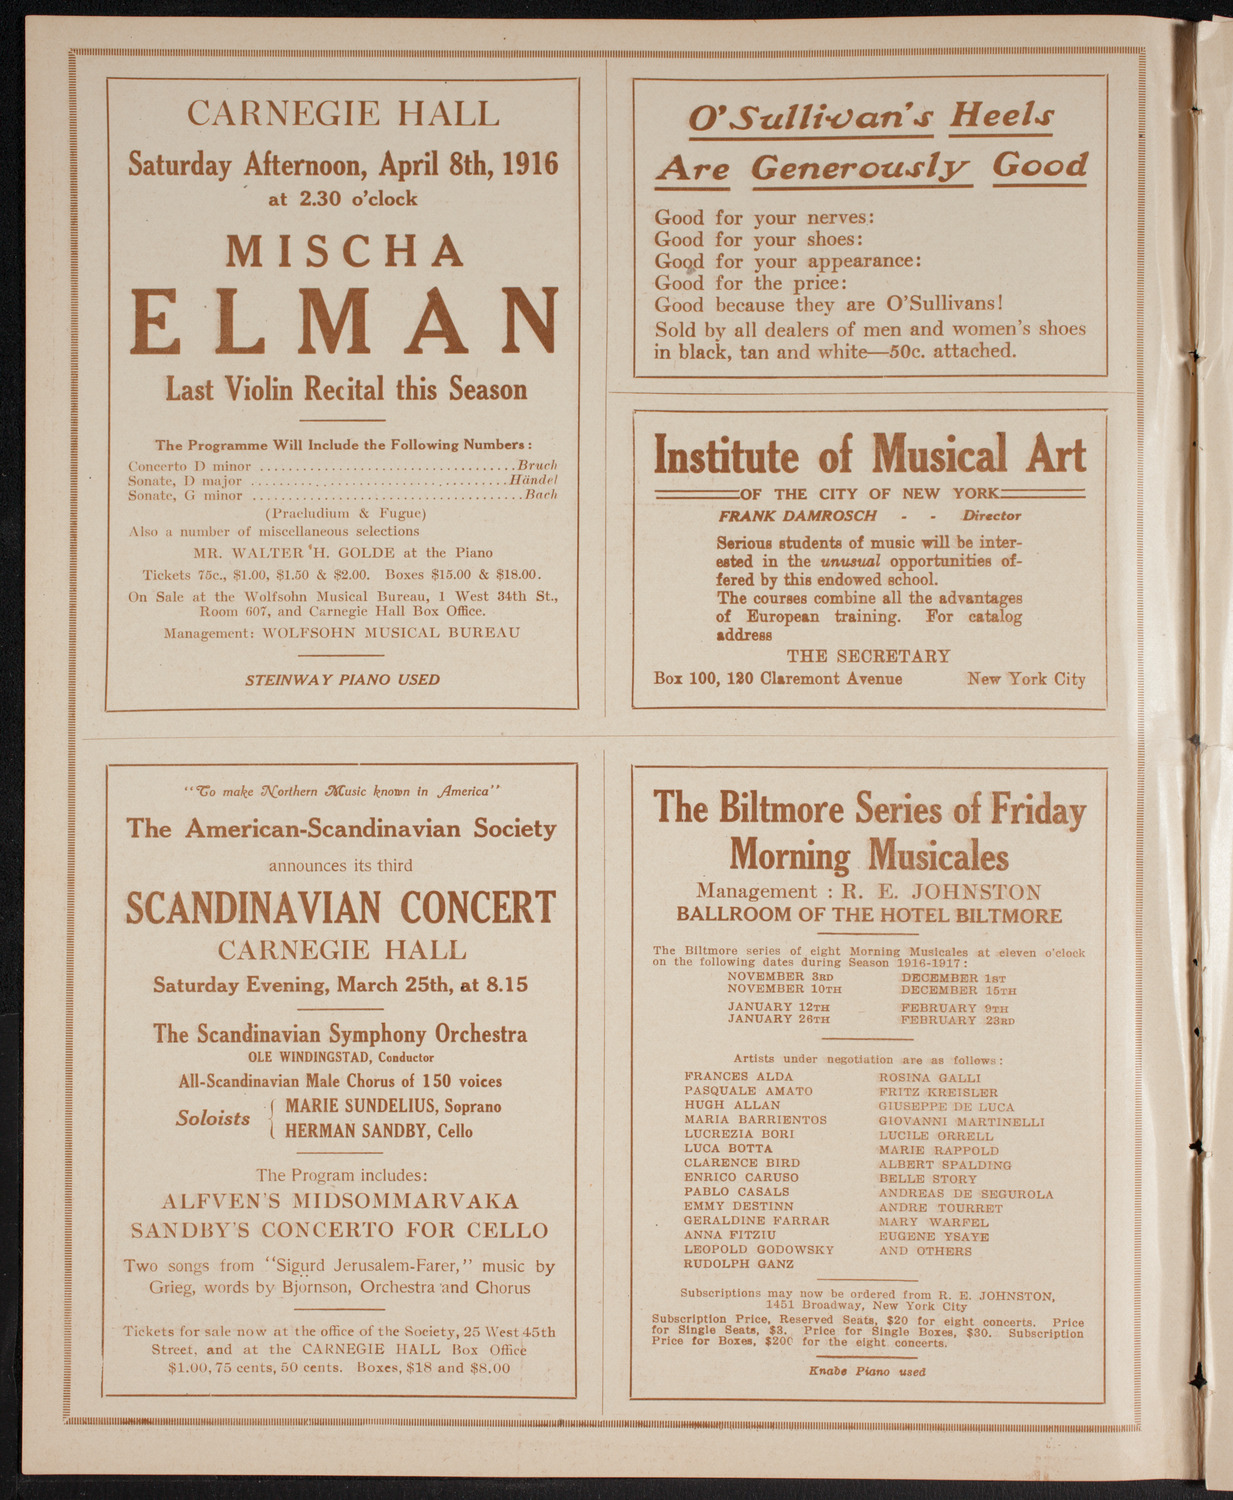 CARNEGIE HALL
Saturday Afternoon, April 8th, 1916
at 2.30 o'clock
MISCHA
ELMAN
Last Violin Recital this Season
The Programme Will Include the Following Numbers:
Concerto D minor ................................... Bruch
Sonate, D major ................................... Händel
Sonate, G minor ..................................... Bach
(Praeludium & Fugue)
Also a number of miscellaneous selections
MR. WALTER H. GOLDE at the Piano
Tickets 75c., $1.00, $1.50 & $2.00. Boxes $15.00 & $18.00.
On Sale at the Wolfsohn Musical Bureau, 1 West 34th St.,
Room 607, and Carnegie Hall Box Office.
Management: WOLFSOHN MUSICAL BUREAU
STEINWAY PIANO USED
O'Sullivan's Heels
Are Generously Good
Good for your nerves:
Good for your shoes:
Good for your appearance:
Good for the price:
Good because they are O'Sullivans!
Sold by all dealers of men and women's shoes
in black, tan and white—50c. attached.
Institute of Musical Art
OF THE CITY OF NEW YORK
FRANK DAMROSCH - - Director
Serious students of music will be inter-
ested in the unusual opportunities of-
fered by this endowed school.
The courses combine all the advantages
of European training. For catalog
address
THE SECRETARY
Box 100, 120 Claremont Avenue New York City
"To make Northern Music known in America"
The American-Scandinavian Society
announces its third
SCANDINAVIAN CONCERT
CARNEGIE HALL
Saturday Evening, March 25th, at 8.15
The Scandinavian Symphony Orchestra
OLE WINDINGSTAD, Conductor
All-Scandinavian Male Chorus of 150 voices
Soloists { MARIE SUNDELIUS, Soprano
HERMAN SANDBY, Cello
The Program includes:
ALFVEN'S MIDSOMMARVAKA
SANDBY'S CONCERTO FOR CELLO
Two songs from "Sigurd Jerusalem-Farer," music by
Grieg, words by Björnson, Orchestra and Chorus
Tickets for sale now at the office of the Society, 25 West 45th
Street, and at the CARNEGIE HALL Box Office
$1.00, 75 cents, 50 cents. Boxes, $18 and $8.00
The Biltmore Series of Friday
Morning Musicales
Management : R. E. JOHNSTON
BALLROOM OF THE HOTEL BILTMORE
The Biltmore series of eight Morning Musicales at eleven o'clock
on the following dates during Season 1916-1917:
NOVEMBER 3RD DECEMBER 1ST
NOVEMBER 10TH DECEMBER 15TH
JANUARY 12TH FEBRUARY 9TH
JANUARY 26TH FEBRUARY 23RD
Artists under negotiation are as follows:
FRANCES ALDA ROSINA GALLI
PASQUALE AMATO FRITZ KREISLER
HUGH ALLAN GIUSEPPE DE LUCA
MARIA BARRIENTOS GIOVANNI MARTINELLI
LUCREZIA BORI LUCILE ORRELL
LUCA BOTTA MARIE RAPPOLD
CLARENCE BIRD ALBERT SPALDING
ENRICO CARUSO BELLE STORY
PABLO CASALS ANDREAS DE SEGUROLA
EMMY DESTINN ANDRE TOURRET
GERALDINE FARRAR MARY WARFEL
ANNA FITZIU EUGENE YSAYE
LEOPOLD GODOWSKY AND OTHERS
RUDOLPH GANZ
Subscriptions may now be ordered from R. E. JOHNSTON,
1451 Broadway, New York City
Subscription Price, Reserved Seats, $20 for eight concerts. Price
for Single Seats, $3. Price for Single Boxes, $30. Subscription
Price for Boxes, $200 for the eight concerts.
Knabe Piano used